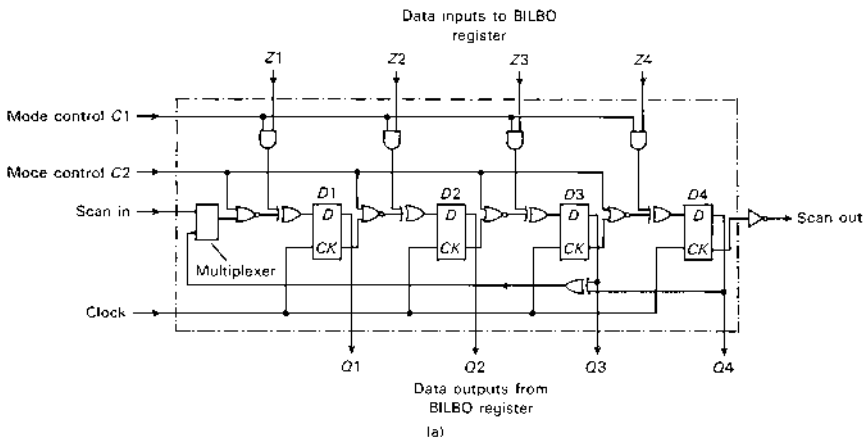 Data inputs to BILBO
register
Z1
Z2
Z3
Z4
Mode control C1
Moce control C2
Scan in
D1
D2
D3
D4
D
D
D
D
CK
CK
CK
CK
Scan out
Multiplexer
Clock
Q1
Q2
Q3
Q4
Data outputs from
BILBO register
(a)